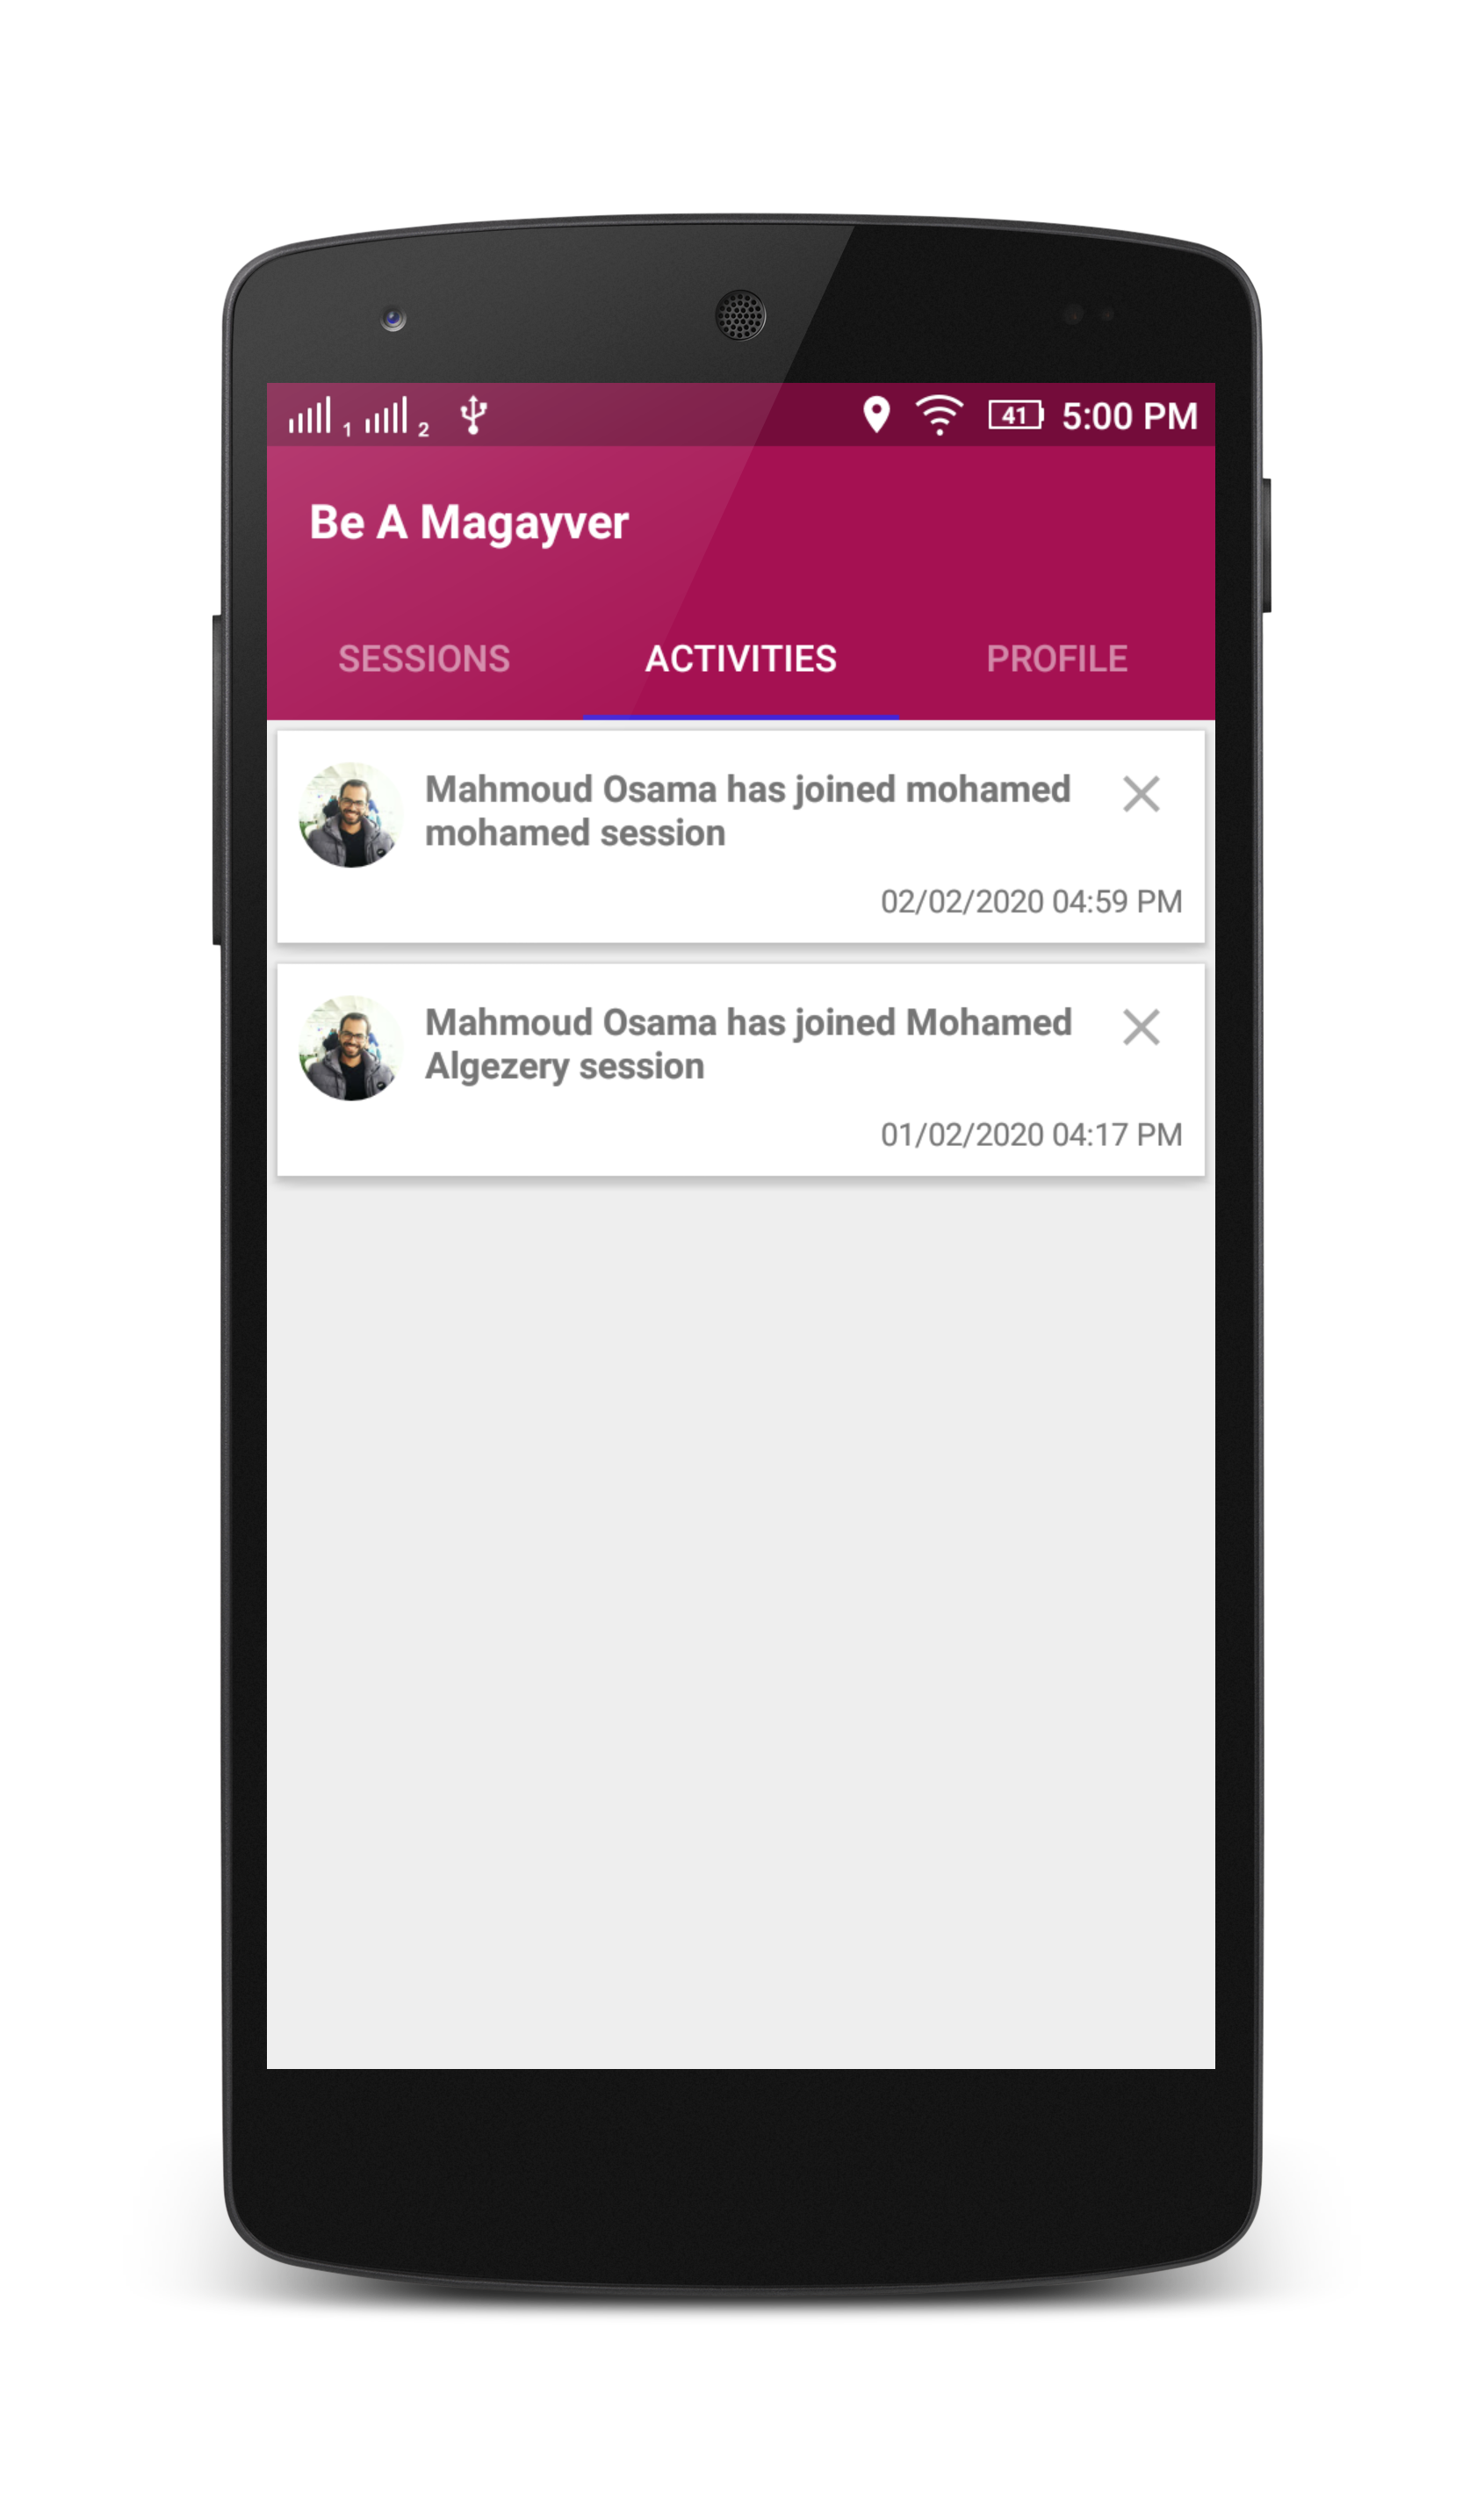 1 2 41 5:00 PM
Be A Magayver
SESSIONS ACTIVITIES PROFILE
Mahmoud Osama has joined mohamed
mohamed session
02/02/2020 04:59 PM
Mahmoud Osama has joined Mohamed
Algezery session
01/02/2020 04:17 PM